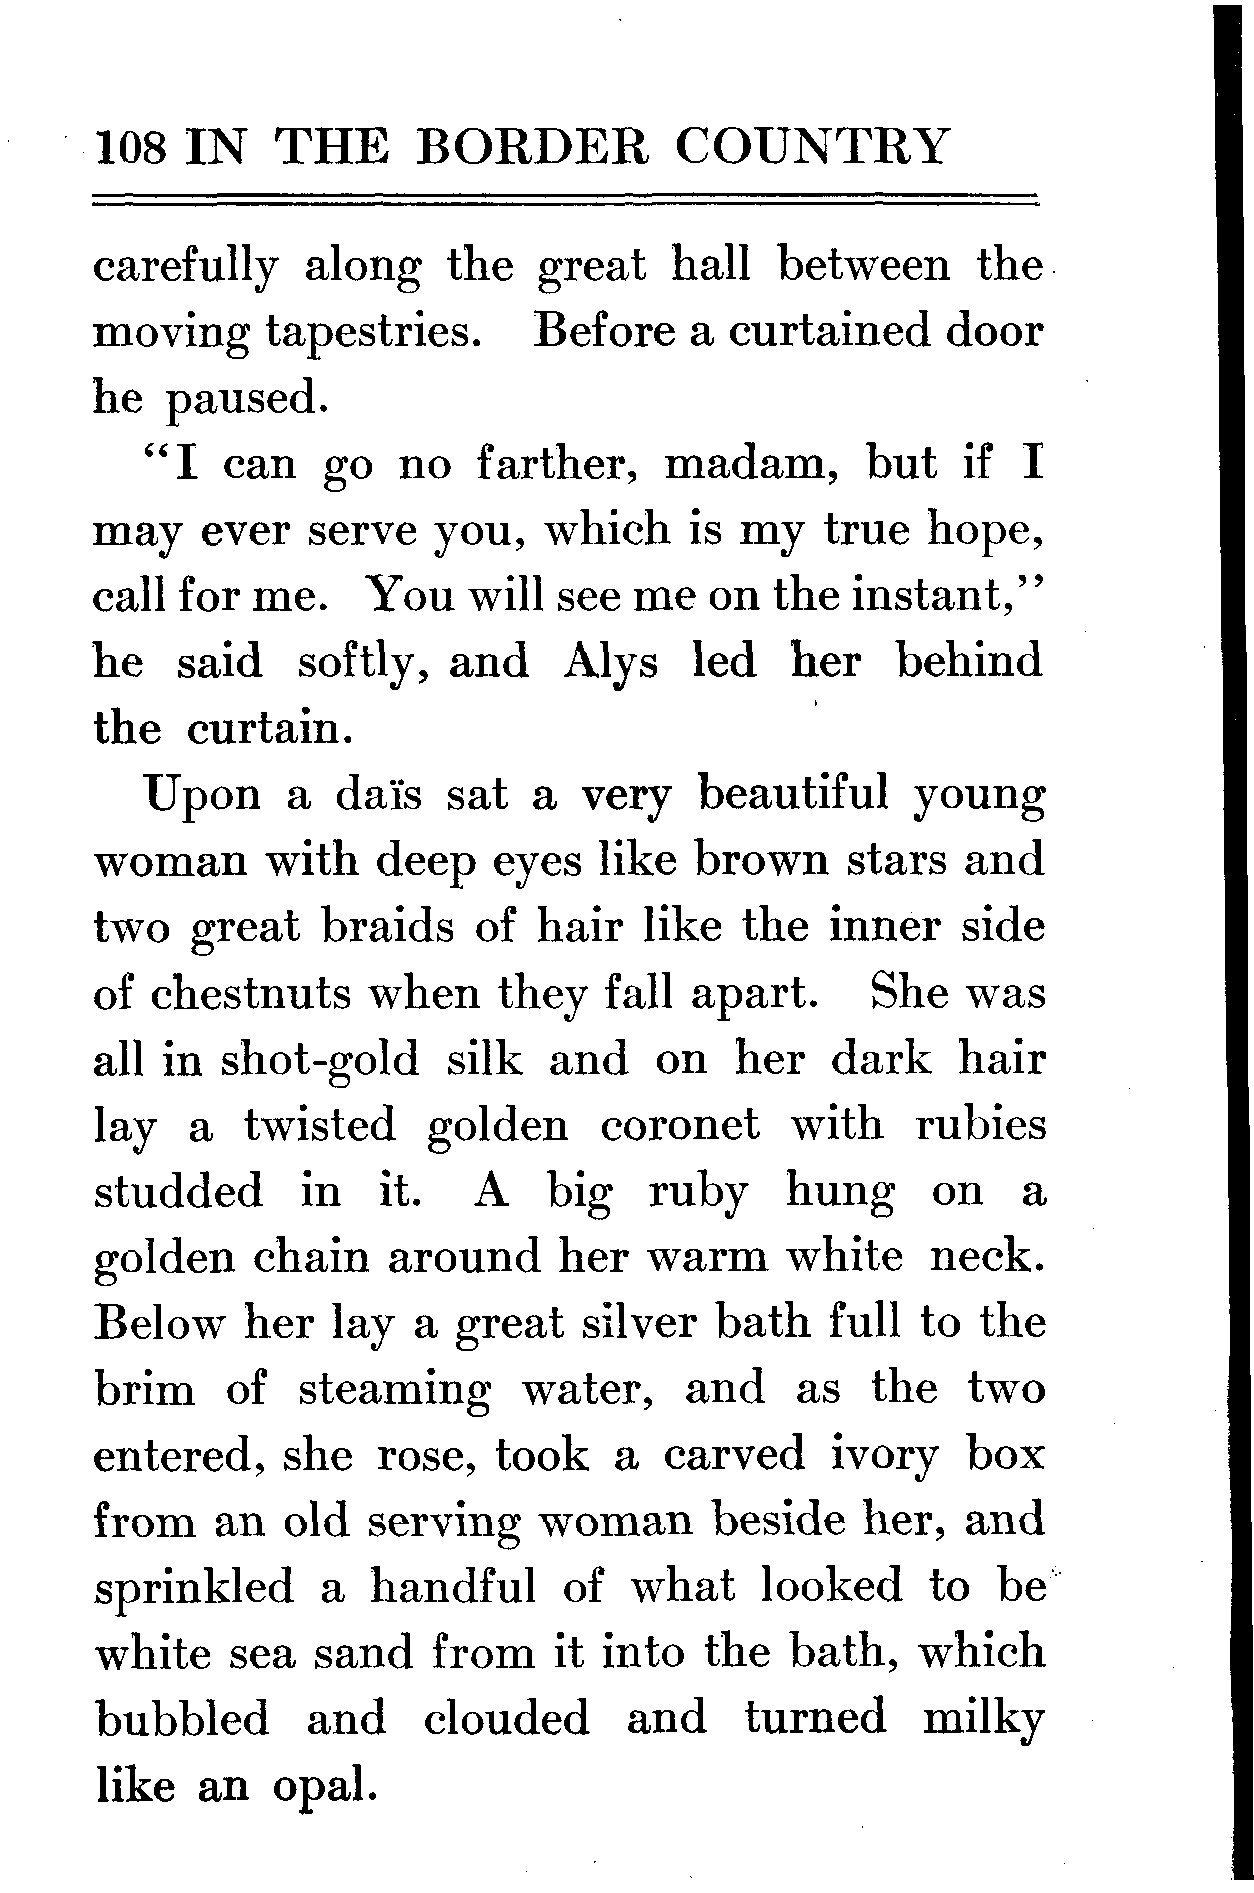 108 IN THE BORDER COUNTRY
carefully along the great hall between the
moving tapestries. Before a curtained door
he paused.
“I can go no farther, madam, but if I
may ever serve you, which is my true hope,
call for me. You will see me on the instant,”
he said softly, and Alys led her behind
the curtain.
Upon a daïs sat a very beautiful young
woman with deep eyes like brown stars and
two great braids of hair like the inner side
of chestnuts when they fall apart. She was
all in shot-gold silk and on her dark hair
lay a twisted golden coronet with rubies
studded in it. A big ruby hung on a
golden chain around her warm white neck.
Below her lay a great silver bath full to the
brim of steaming water, and as the two
entered, she rose, took a carved ivory box
from an old serving woman beside her, and
sprinkled a handful of what looked to be
white sea sand from it into the bath, which
bubbled and clouded and turned milky
like an opal.